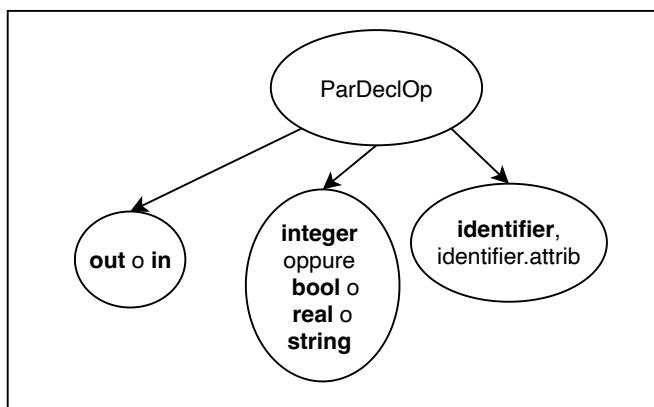 ParDeclOp
out o in
integer
oppure
bool o
real o
string
identifier,
identifier.attrib